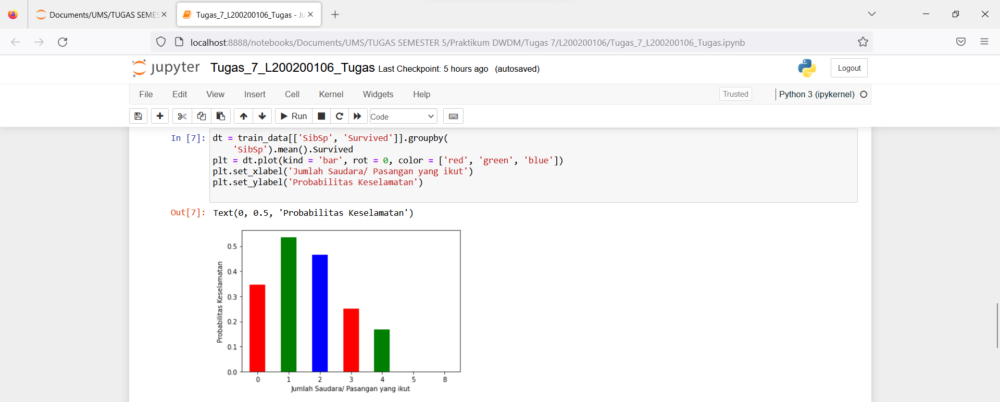 Documents/UMS/TUGAS SEMES
Tugas_7_L200200106_Tugas - Ju
localhost:8888/notebooks/Documents/UMS/TUGAS SEMESTER 5/Praktikum DWDM/Tugas 7/L200200106/Tugas_7_L200200106_Tugas.ipynb
jupyter Tugas_7_L200200106_Tugas Last Checkpoint: 5 hours ago (autosaved)
Logout
File Edit View Insert Cell Kernel Widgets Help
Trusted
Python 3 (ipykernel)
Run
Code
In [7]: dt = train_data[['SibSp', 'Survived']].groupby(
'SibSp').mean().Survived
plt = dt.plot(kind = 'bar', rot = 0, color = ['red', 'green', 'blue'])
plt.set_xlabel('Jumlah Saudara/ Pasangan yang ikut')
plt.set_ylabel('Probabilitas Keselamatan')
Out[7]: Text(0, 0.5, 'Probabilitas Keselamatan')
Probabilitas Keselamatan
0.5
0.4
0.3
0.2
0.1
0.0
0 1 2 3 4 5 8
Jumlah Saudara/ Pasangan yang ikut